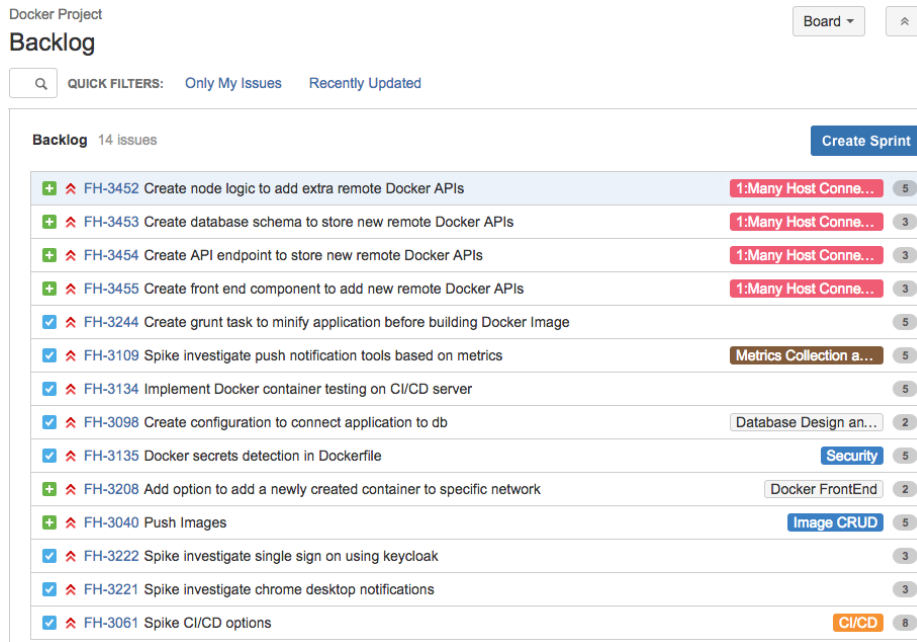 Docker Project
Board
Backlog
QUICK FILTERS: Only My Issues Recently Updated
Backlog 14 issues Create Sprint
FH-3452 Create node logic to add extra remote Docker APIs 1:Many Host Conne... 5
FH-3453 Create database schema to store new remote Docker APIs 1:Many Host Conne... 3
FH-3454 Create API endpoint to store new remote Docker APIs 1:Many Host Conne... 3
FH-3455 Create front end component to add new remote Docker APIs 1:Many Host Conne... 3
FH-3244 Create grunt task to minify application before building Docker Image 5
FH-3109 Spike investigate push notification tools based on metrics Metrics Collection a... 5
FH-3134 Implement Docker container testing on CI/CD server 5
FH-3098 Create configuration to connect application to db Database Design an... 2
FH-3135 Docker secrets detection in Dockerfile Security 5
FH-3208 Add option to add a newly created container to specific network Docker FrontEnd 2
FH-3040 Push Images Image CRUD 5
FH-3222 Spike investigate single sign on using keycloak 3
FH-3221 Spike investigate chrome desktop notifications 3
FH-3061 Spike CI/CD options CI/CD 8